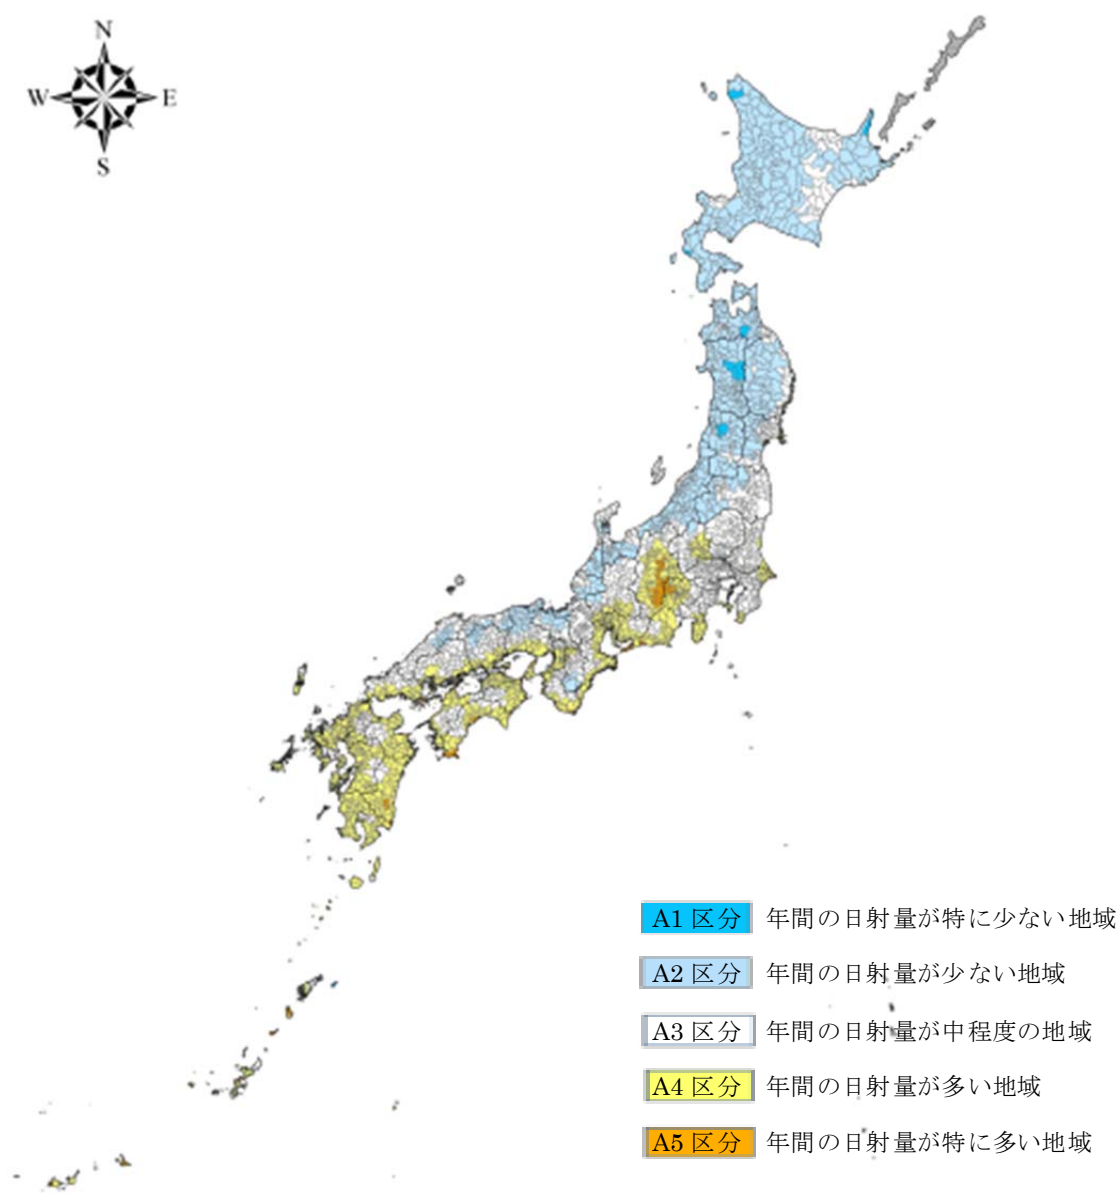 N
W E
S
A1 区分 年間の日射量が特に少ない地域
A2 区分 年間の日射量が少ない地域
A3 区分 年間の日射量が中程度の地域
A4 区分 年間の日射量が多い地域
A5 区分 年間の日射量が特に多い地域